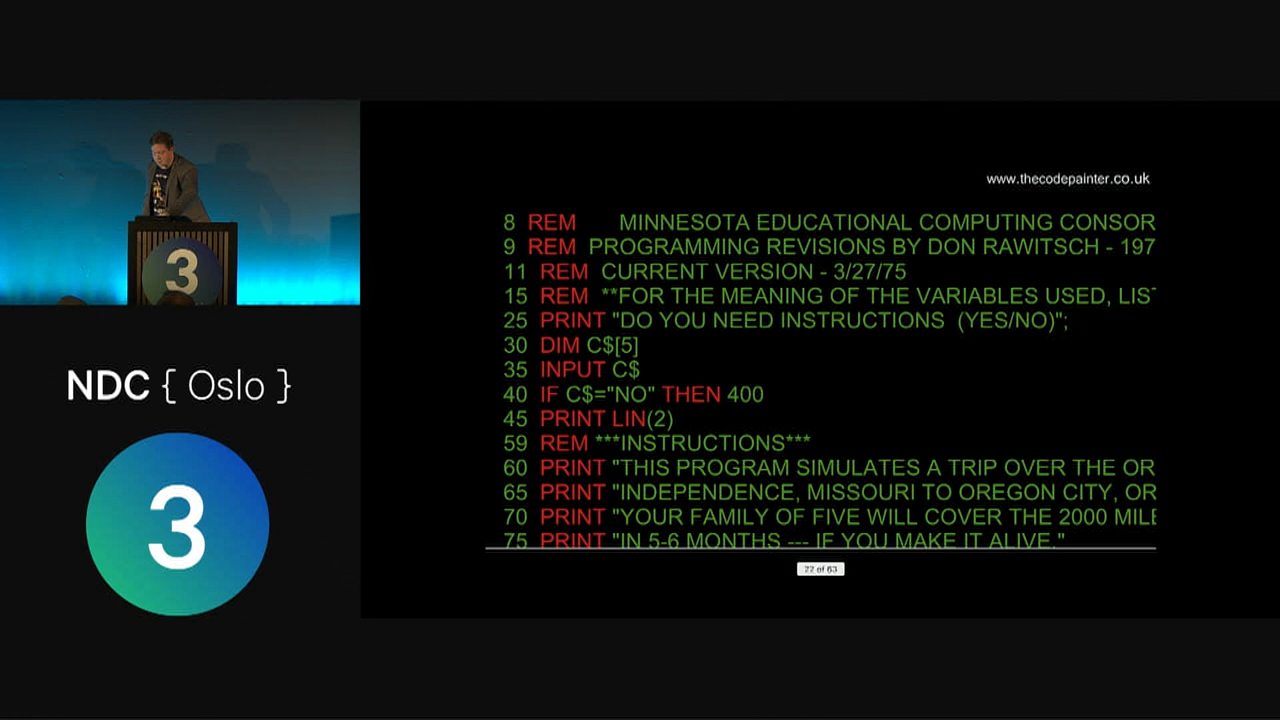 www.thecodepainter.co.uk
8 REM MINNESOTA EDUCATIONAL COMPUTING CONSOR
9 REM PROGRAMMING REVISIONS BY DON RAWITSCH - 197
11 REM CURRENT VERSION - 3/27/75
15 REM **FOR THE MEANING OF THE VARIABLES USED, LIS
25 PRINT "DO YOU NEED INSTRUCTIONS (YES/NO)";
30 DIM C$[5]
35 INPUT C$
40 IF C$="NO" THEN 400
45 PRINT LIN(2)
59 REM ***INSTRUCTIONS***
60 PRINT "THIS PROGRAM SIMULATES A TRIP OVER THE OR
65 PRINT "INDEPENDENCE, MISSOURI TO OREGON CITY, OR
70 PRINT "YOUR FAMILY OF FIVE WILL COVER THE 2000 MILE
75 PRINT "IN 5-6 MONTHS --- IF YOU MAKE IT ALIVE."
22 of 63
3
NDC { Oslo }
3